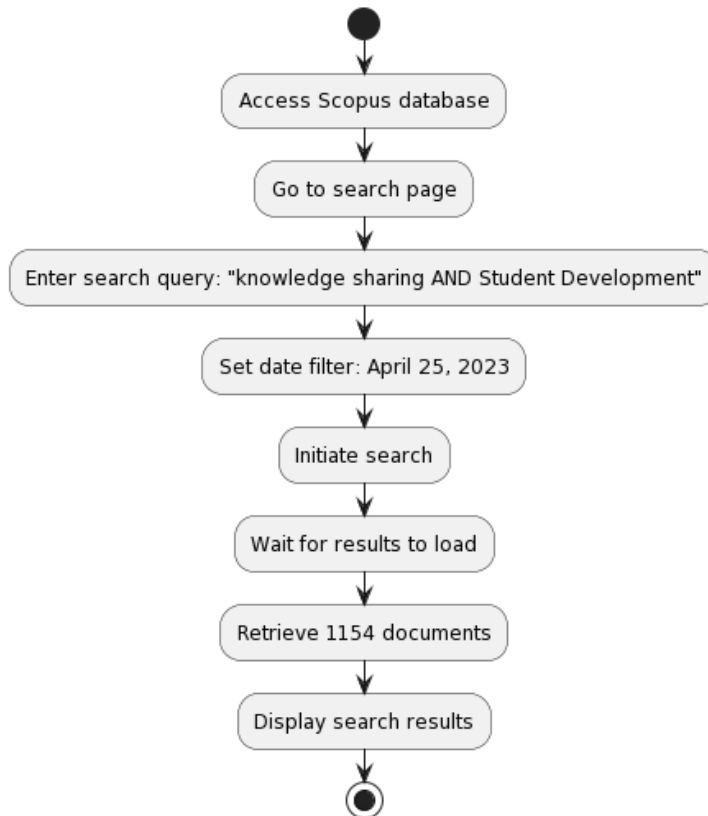 Access Scopus database
Go to search page
Enter search query: "knowledge sharing AND Student Development"
Set date filter: April 25, 2023
Initiate search
Wait for results to load
Retrieve 1154 documents
Display search results